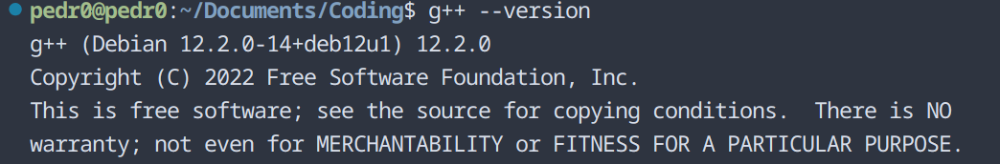 pedr0@pedr0:~/Documents/Coding$ g++ --version
g++ (Debian 12.2.0-14+deb12u1) 12.2.0
Copyright (C) 2022 Free Software Foundation, Inc.
This is free software; see the source for copying conditions.  There is NO
warranty; not even for MERCHANTABILITY or FITNESS FOR A PARTICULAR PURPOSE.